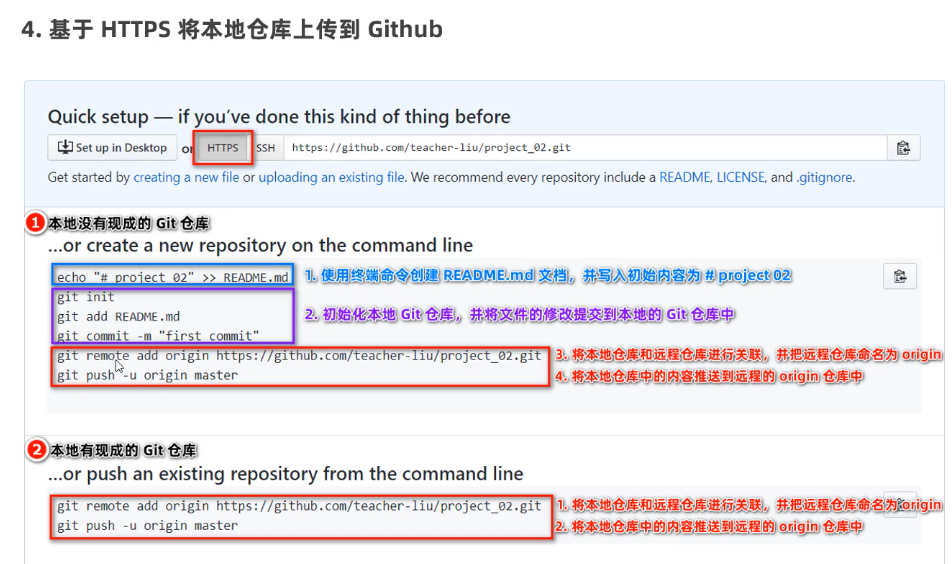 4. 基于 HTTPS 将本地仓库上传到 Github
Quick setup — if you've done this kind of thing before
Set up in Desktop or HTTPS SSH https://github.com/teacher-liu/project_02.git
Get started by creating a new file or uploading an existing file. We recommend every repository include a README, LICENSE, and .gitignore.
1 本地没有现成的 Git 仓库
…or create a new repository on the command line
echo "# project_02" >> README.md 1. 使用终端命令创建 README.md 文档，并写入初始内容为 # project 02
git init
git add README.md 2. 初始化本地 Git 仓库，并将文件的修改提交到本地的 Git 仓库中
git commit -m "first commit"
git remote add origin https://github.com/teacher-liu/project_02.git 3. 将本地仓库和远程仓库进行关联，并把远程仓库命名为 origin
git push -u origin master 4. 将本地仓库中的内容推送到远程的 origin 仓库中
2 本地有现成的 Git 仓库
…or push an existing repository from the command line
git remote add origin https://github.com/teacher-liu/project_02.git 1. 将本地仓库和远程仓库进行关联，并把远程仓库命名为 origin
git push -u origin master 2. 将本地仓库中的内容推送到远程的 origin 仓库中